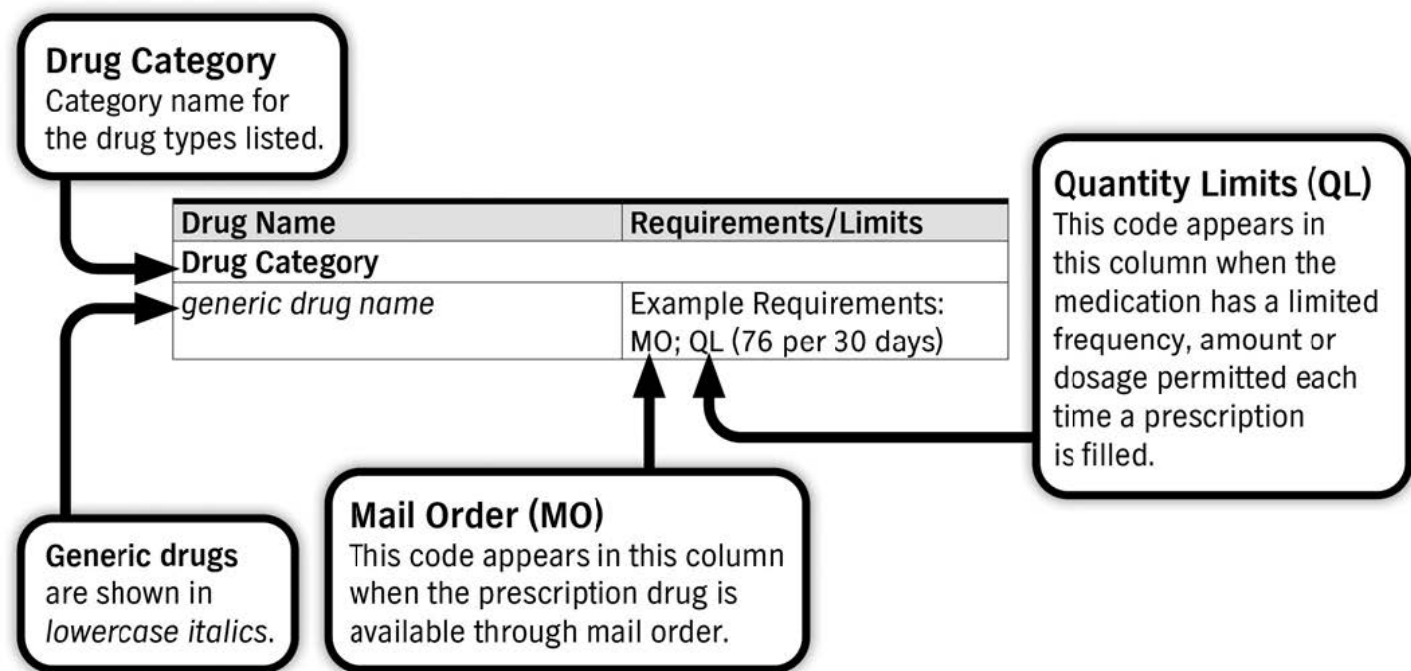 Drug Category
Category name for
the drug types listed.
Quantity Limits (QL)
This code appears in
this column when the
medication has a limited
frequency, amount or
dosage permitted each
time a prescription
is filled.
Drug Name Requirements/Limits
Drug Category
generic drug name Example Requirements:
MO; QL (76 per 30 days)
Generic drugs
are shown in
lowercase italics.
Mail Order (MO)
This code appears in this column
when the prescription drug is
available through mail order.